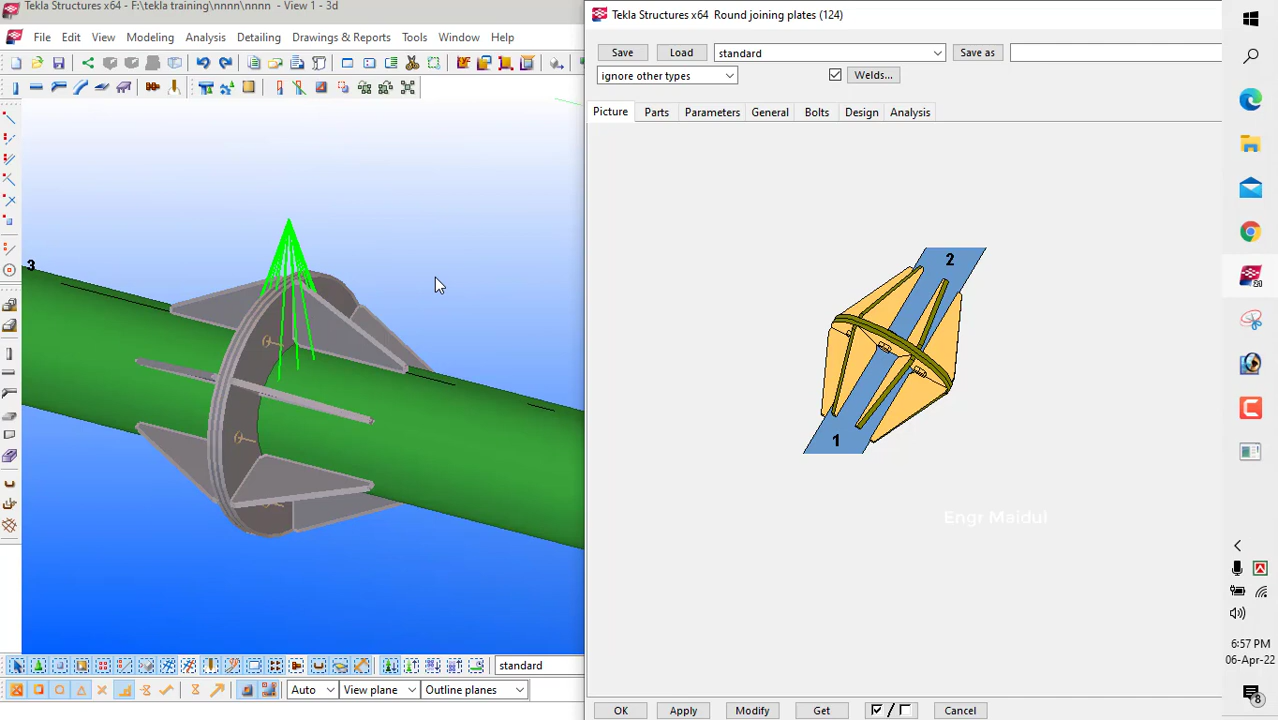 Tekla Structures x64 - F:\tekla training\nnnn\nnnn - View 1 - 3d
File Edit View Modeling Analysis Detailing Drawings & Reports Tools Window Help
3
standard
Auto View plane Outline planes
Tekla Structures x64 Round joining plates (124)
Save Load standard Save as
ignore other types Welds...
Picture Parts Parameters General Bolts Design Analysis
2
1
Engr Maidul
OK Apply Modify Get / Cancel
6:57 PM
06-Apr-22
8